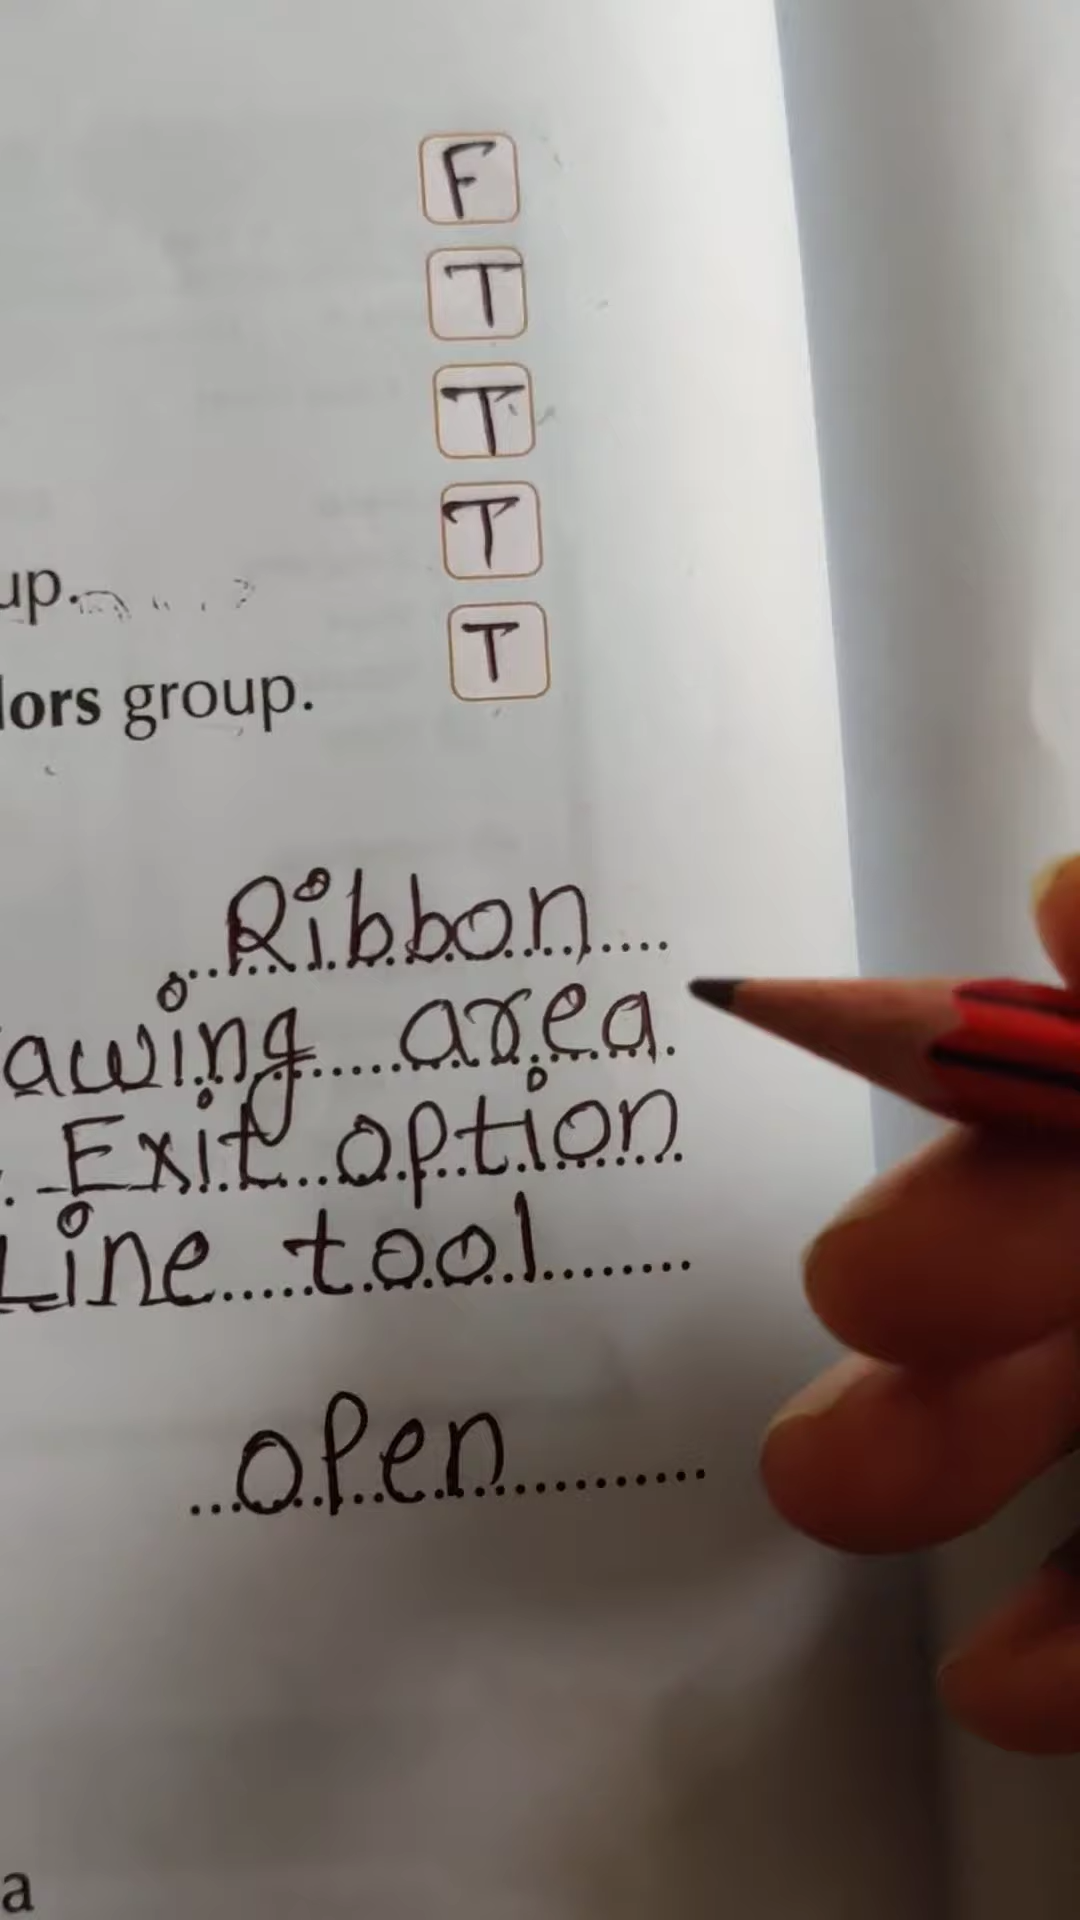 F
T
T
T
up.
T
lors group.
Ribbon
awing area
Exit option
Line tool
open
a